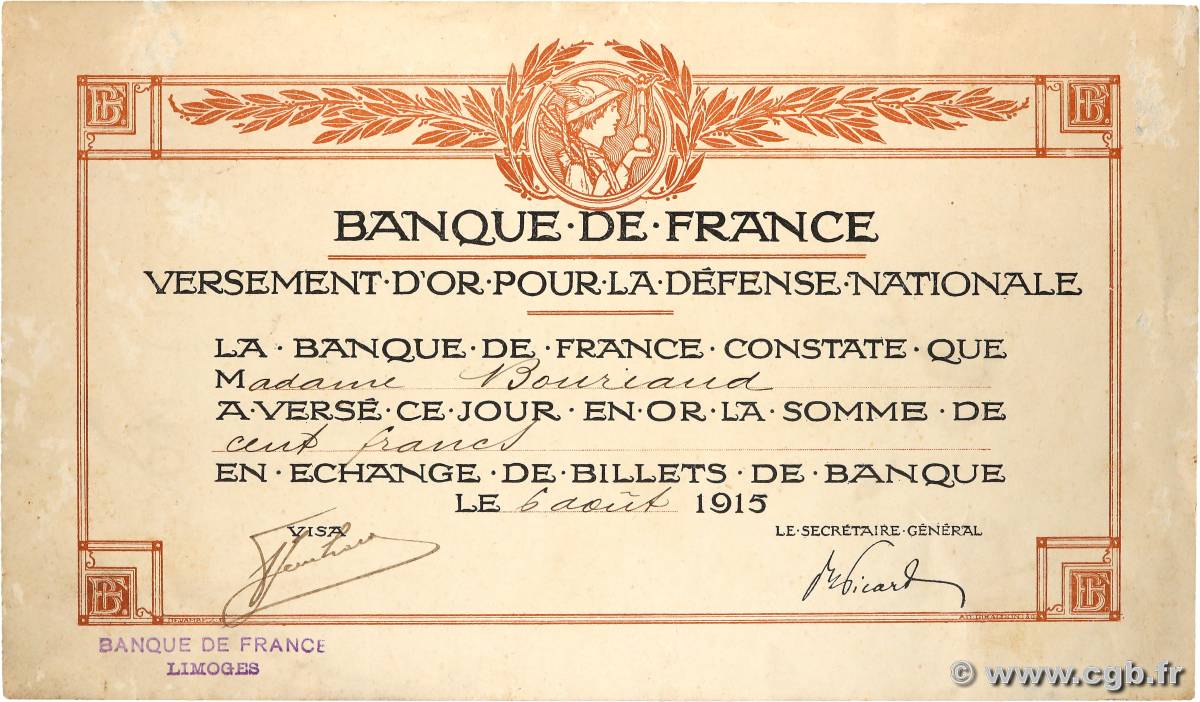 BANQUE·DE·FRANCE
VERSEMENT·D'OR·POUR·LA·DÉFENSE·NATIONALE
LA·BANQUE·DE·FRANCE·CONSTATE·QUE
Madame Bouriaud
A·VERSÉ·CE·JOUR·EN·OR·LA·SOMME·DE
cent francs
EN·ECHANGE·DE·BILLETS·DE·BANQUE
LE 6 août 1915
VISA
LE·SECRÉTAIRE·GÉNÉRAL
Picard
BANQUE DE FRANCE
LIMOGES
© www.cgb.fr